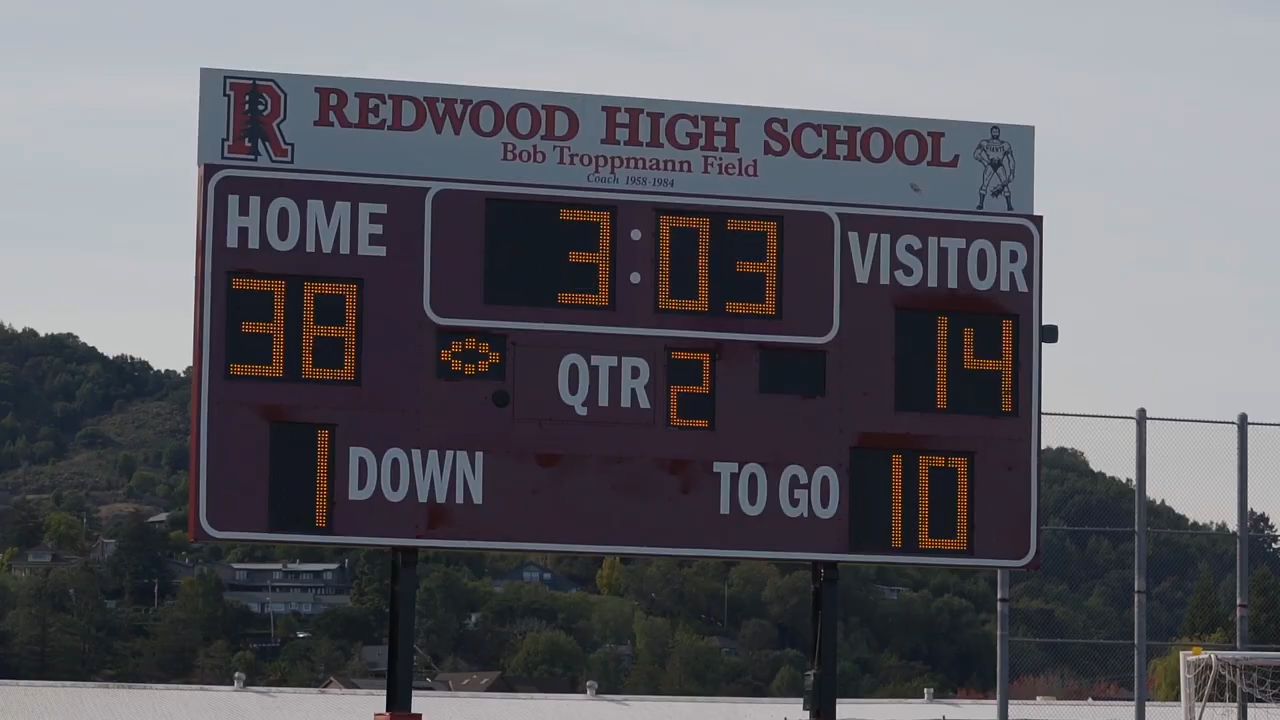 R REDWOOD HIGH SCHOOL
Bob Troppmann Field
Coach 1958-1984
GIANTS
HOME 3:03 VISITOR
38 QTR 2 14
1 DOWN TO GO 10